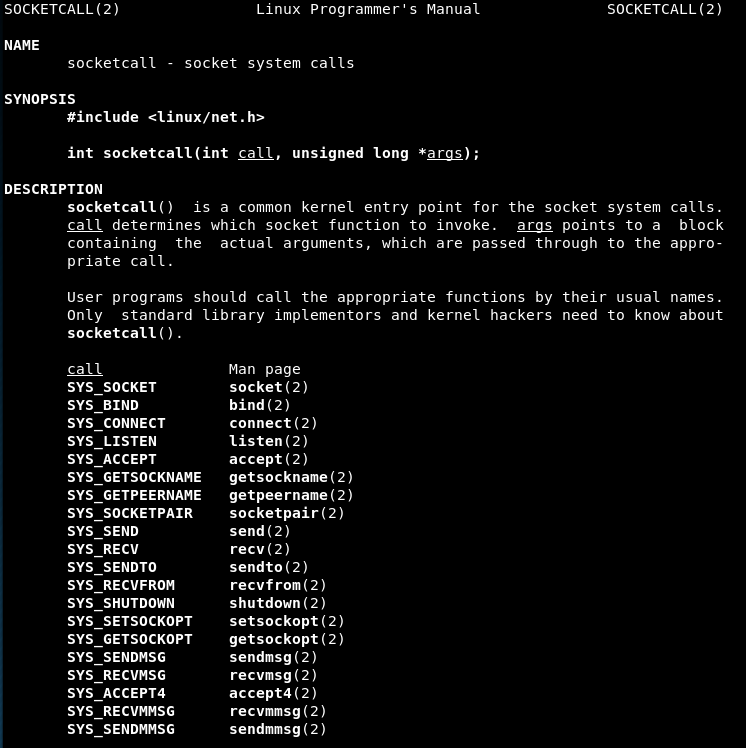 SOCKETCALL(2)               Linux Programmer's Manual              SOCKETCALL(2)
NAME
       socketcall - socket system calls
SYNOPSIS
       #include <linux/net.h>
       int socketcall(int call, unsigned long *args);
DESCRIPTION
       socketcall()  is a common kernel entry point for the socket system calls.
       call determines which socket function to invoke.  args points to a  block
       containing  the  actual arguments, which are passed through to the appro-
       priate call.
       User programs should call the appropriate functions by their usual names.
       Only  standard library implementors and kernel hackers need to know about
       socketcall().
       call              Man page
       SYS_SOCKET        socket(2)
       SYS_BIND          bind(2)
       SYS_CONNECT       connect(2)
       SYS_LISTEN        listen(2)
       SYS_ACCEPT        accept(2)
       SYS_GETSOCKNAME   getsockname(2)
       SYS_GETPEERNAME   getpeername(2)
       SYS_SOCKETPAIR    socketpair(2)
       SYS_SEND          send(2)
       SYS_RECV          recv(2)
       SYS_SENDTO        sendto(2)
       SYS_RECVFROM      recvfrom(2)
       SYS_SHUTDOWN      shutdown(2)
       SYS_SETSOCKOPT    setsockopt(2)
       SYS_GETSOCKOPT    getsockopt(2)
       SYS_SENDMSG       sendmsg(2)
       SYS_RECVMSG       recvmsg(2)
       SYS_ACCEPT4       accept4(2)
       SYS_RECVMMSG      recvmmsg(2)
       SYS_SENDMMSG      sendmmsg(2)